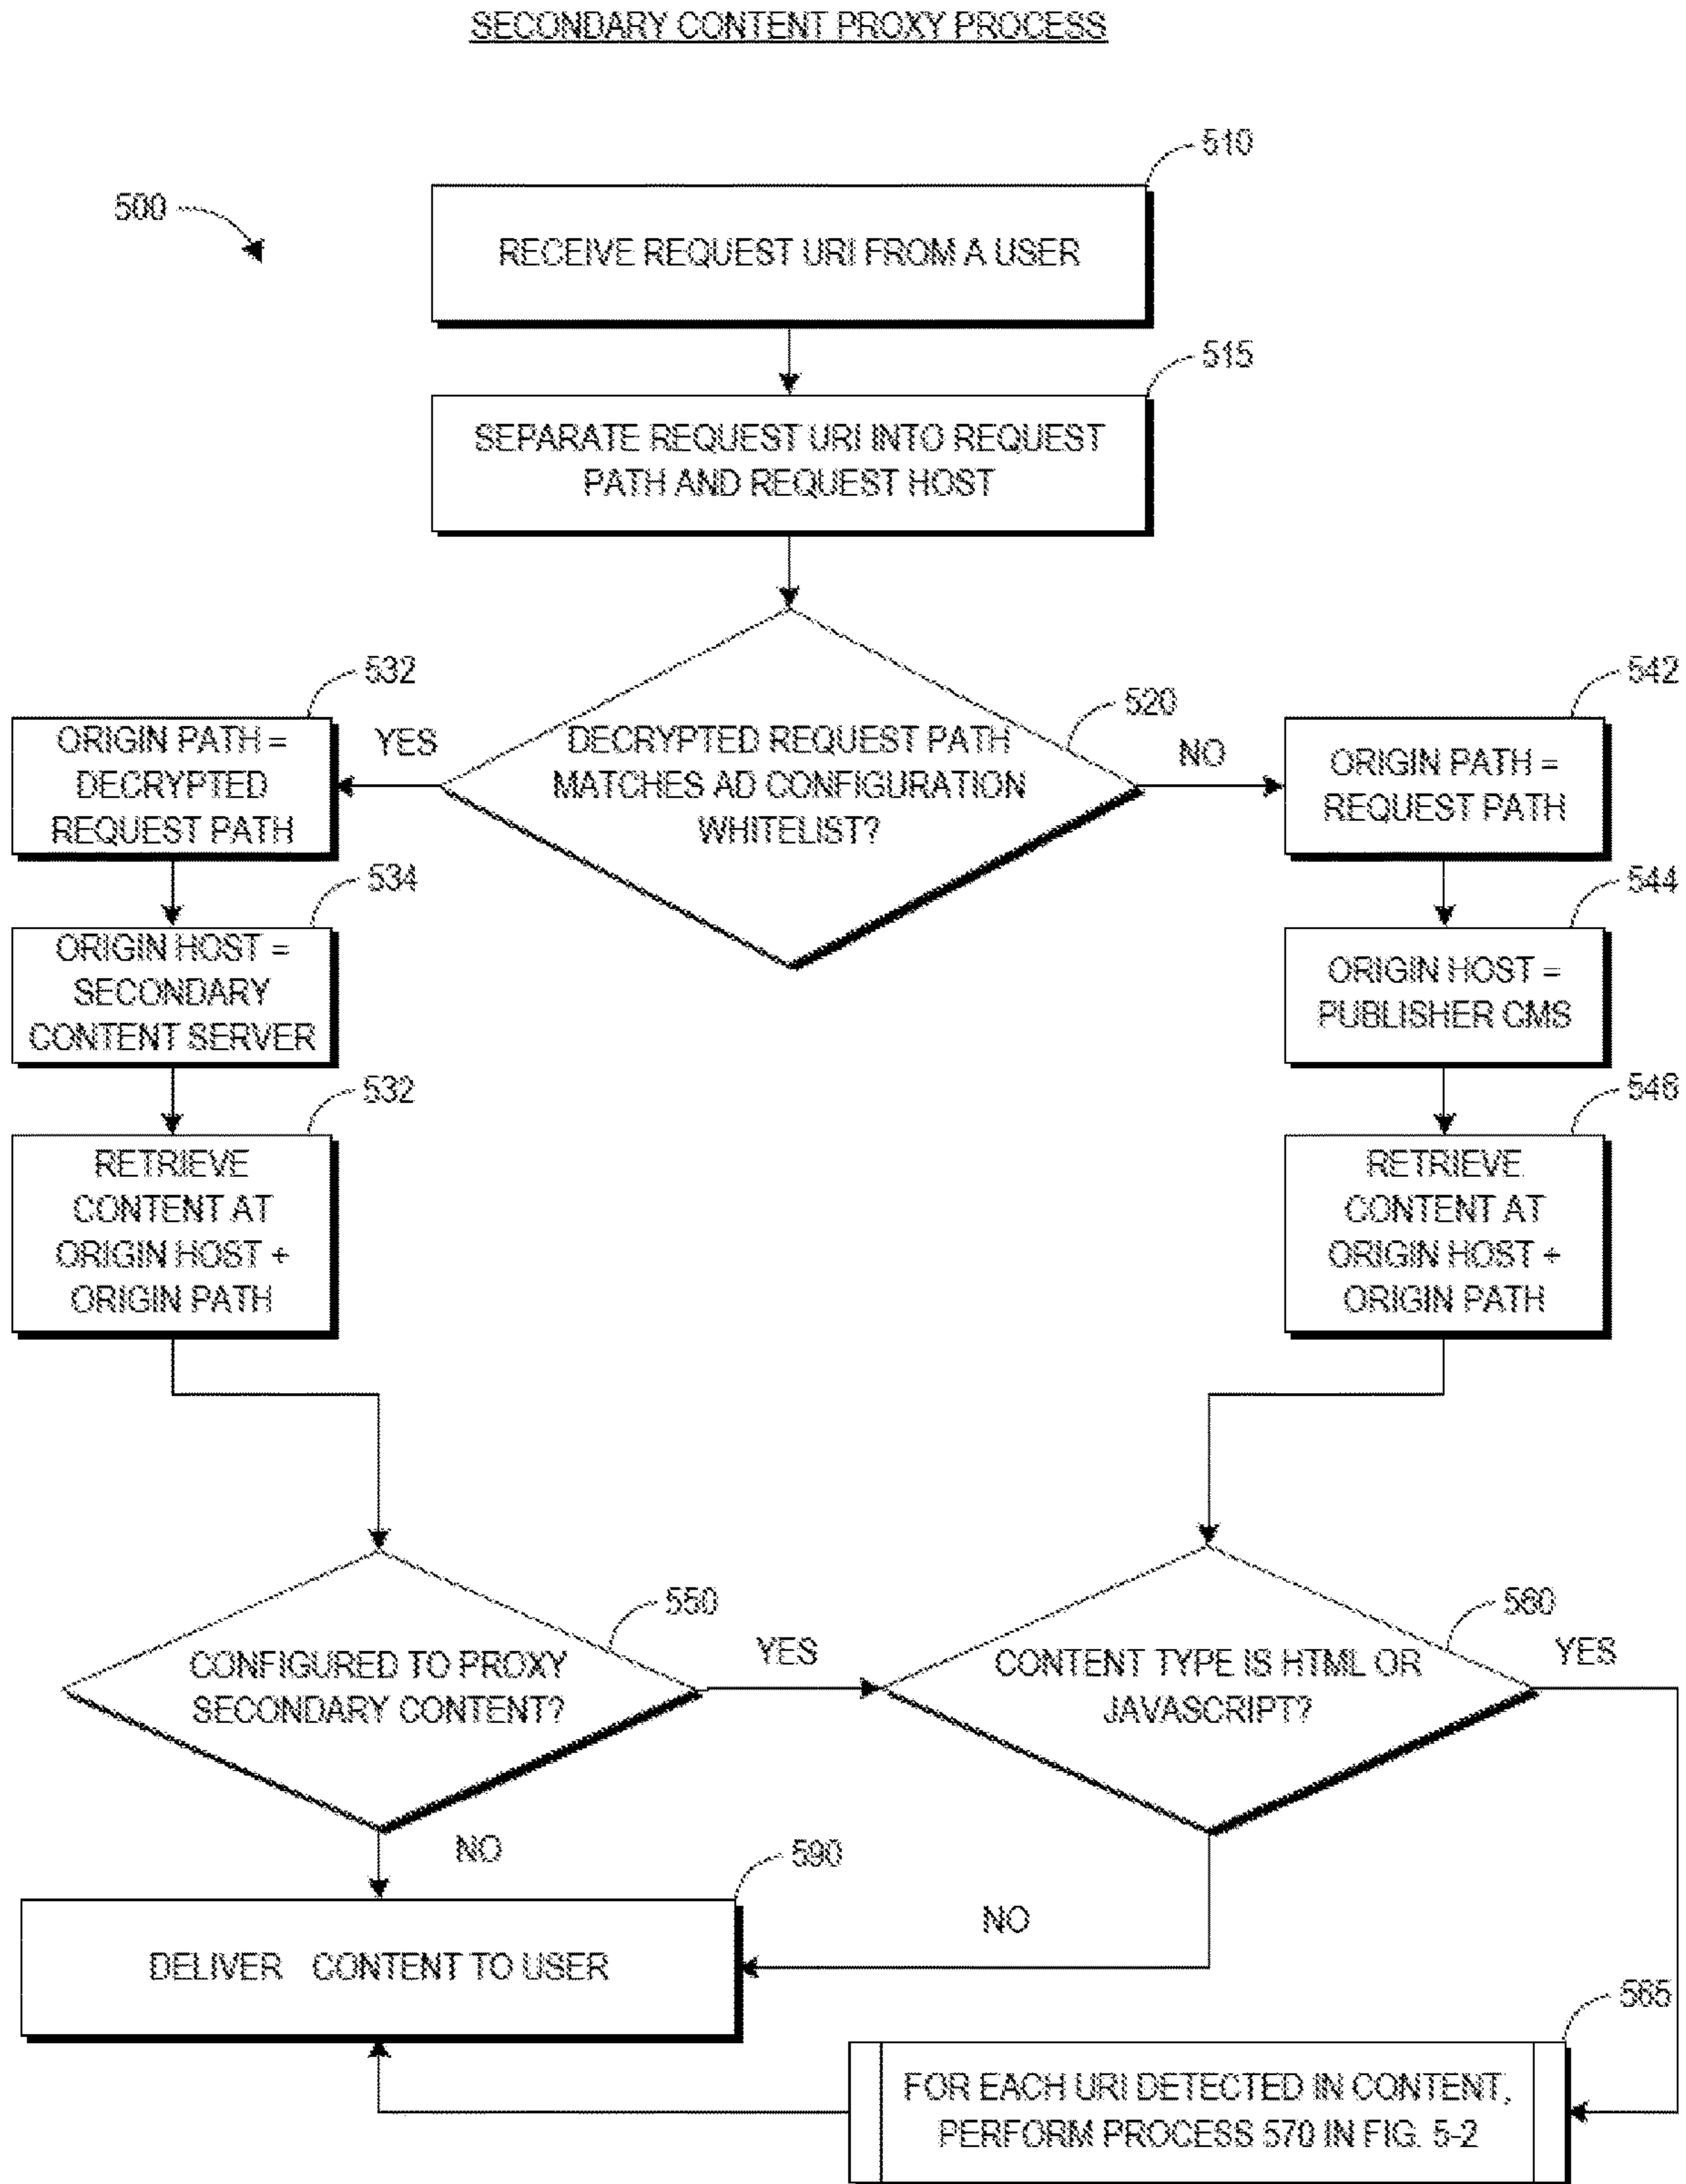 SECONDARY CONTENT PROXY PROCESS
500
510
RECEIVE REQUEST URI FROM A USER
515
SEPARATE REQUEST URI INTO REQUEST
PATH AND REQUEST HOST
520
DECRYPTED REQUEST PATH
MATCHES AD CONFIGURATION
WHITELIST?
YES
NO
532
ORIGIN PATH =
DECRYPTED
REQUEST PATH
542
ORIGIN PATH =
REQUEST PATH
534
ORIGIN HOST =
SECONDARY
CONTENT SERVER
544
ORIGIN HOST =
PUBLISHER CMS
532
RETRIEVE
CONTENT AT
ORIGIN HOST +
ORIGIN PATH
546
RETRIEVE
CONTENT AT
ORIGIN HOST +
ORIGIN PATH
550
CONFIGURED TO PROXY
SECONDARY CONTENT?
YES
NO
560
CONTENT TYPE IS HTML OR
JAVASCRIPT?
YES
NO
590
DELIVER CONTENT TO USER
565
FOR EACH URI DETECTED IN CONTENT,
PERFORM PROCESS 570 IN FIG. 5-2